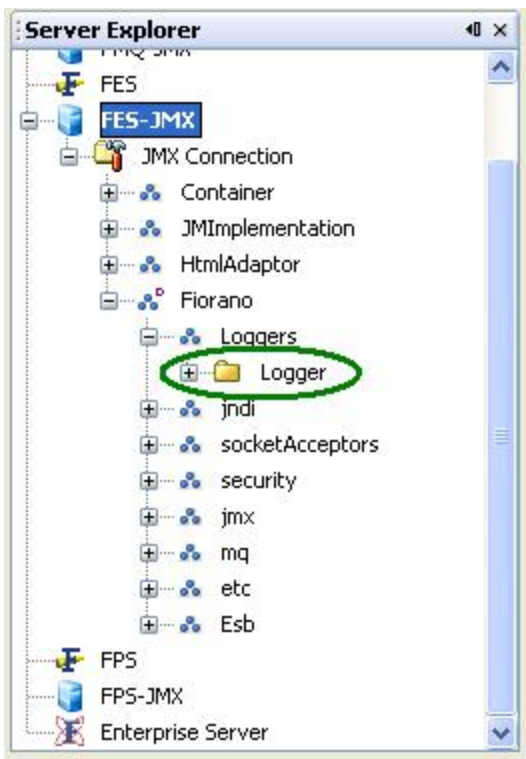 Server Explorer
FES
FES-JMX
JMX Connection
Container
JMImplementation
HtmlAdaptor
Fiorano
Loggers
Logger
jndi
socketAcceptors
security
jmx
mq
etc
Esb
FPS
FPS-JMX
Enterprise Server